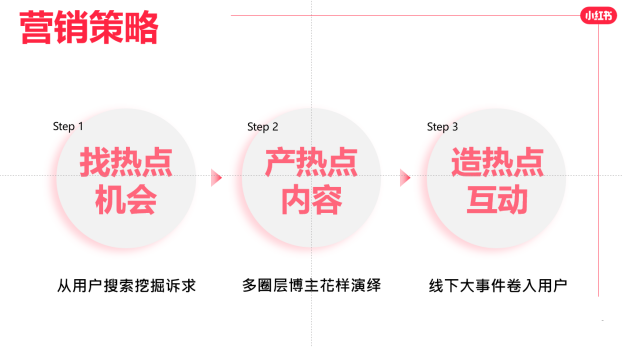 营销策略
小红书
Step 1
找热点
机会
从用户搜索挖掘诉求
Step 2
产热点
内容
多圈层博主花样演绎
Step 3
造热点
互动
线下大事件卷入用户